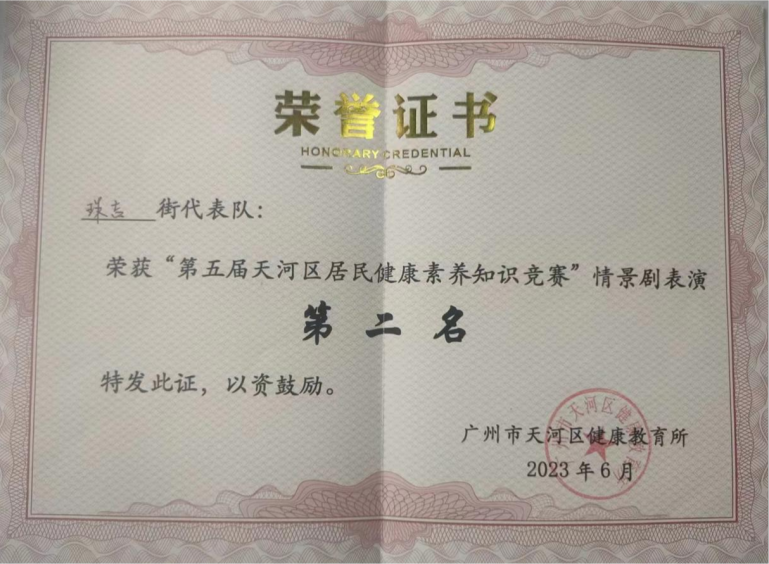 荣誉证书
HONORARY CREDENTIAL
珠吉 街代表队：
荣获“第五届天河区居民健康素养知识竞赛”情景剧表演
第二名
特发此证，以资鼓励。
广州市天河区健康教育所
2023年6月